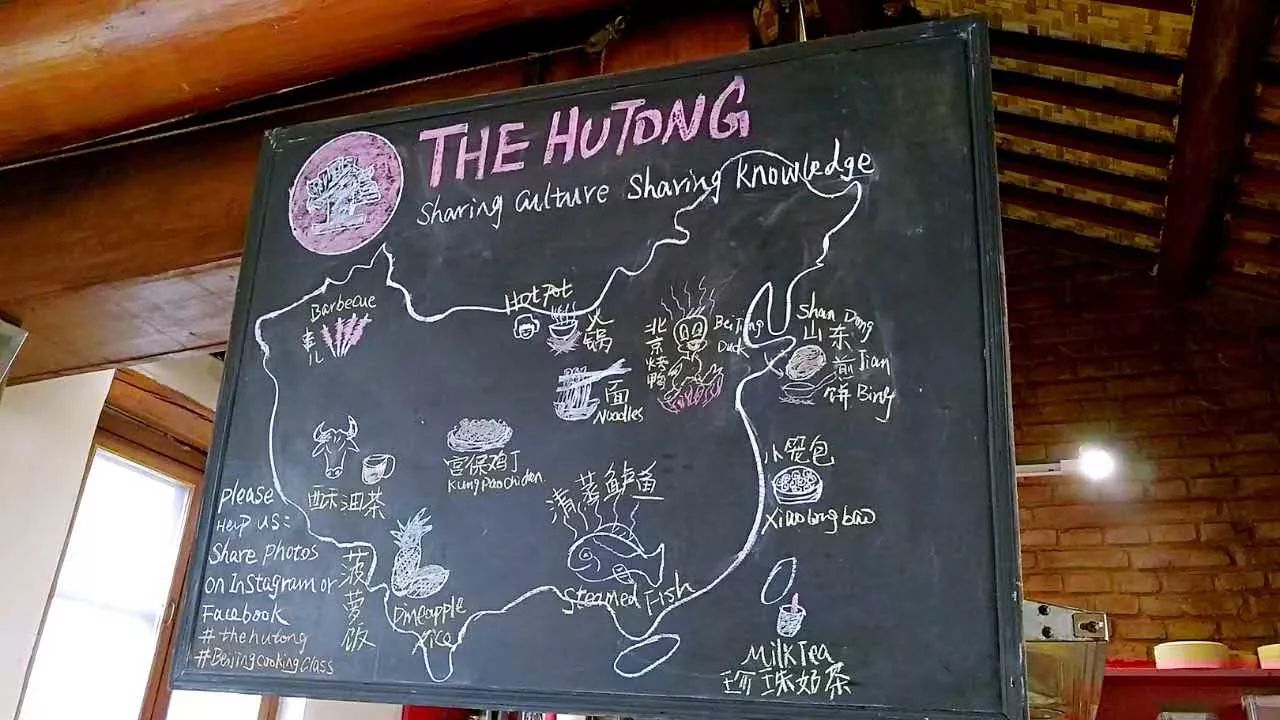 THE HUTONG
Sharing Culture Sharing Knowledge
Barbecue
串儿
Hot Pot
火锅
面
Noodles
北京烤鸭
BeiJing
Duck
Shan Dong
山东
煎 Jian
饼 Bing
酥油茶
宫保鸡丁
Kung Pao Chicken
清蒸鲈鱼
Steamed Fish
小笼包
Xiao long bao
菠萝饭
Pineapple
Rice
Milk Tea
珍珠奶茶
Please
Help us:
Share Photos
on Instagram or
Facebook
#thehutong
#Beijingcookingclass